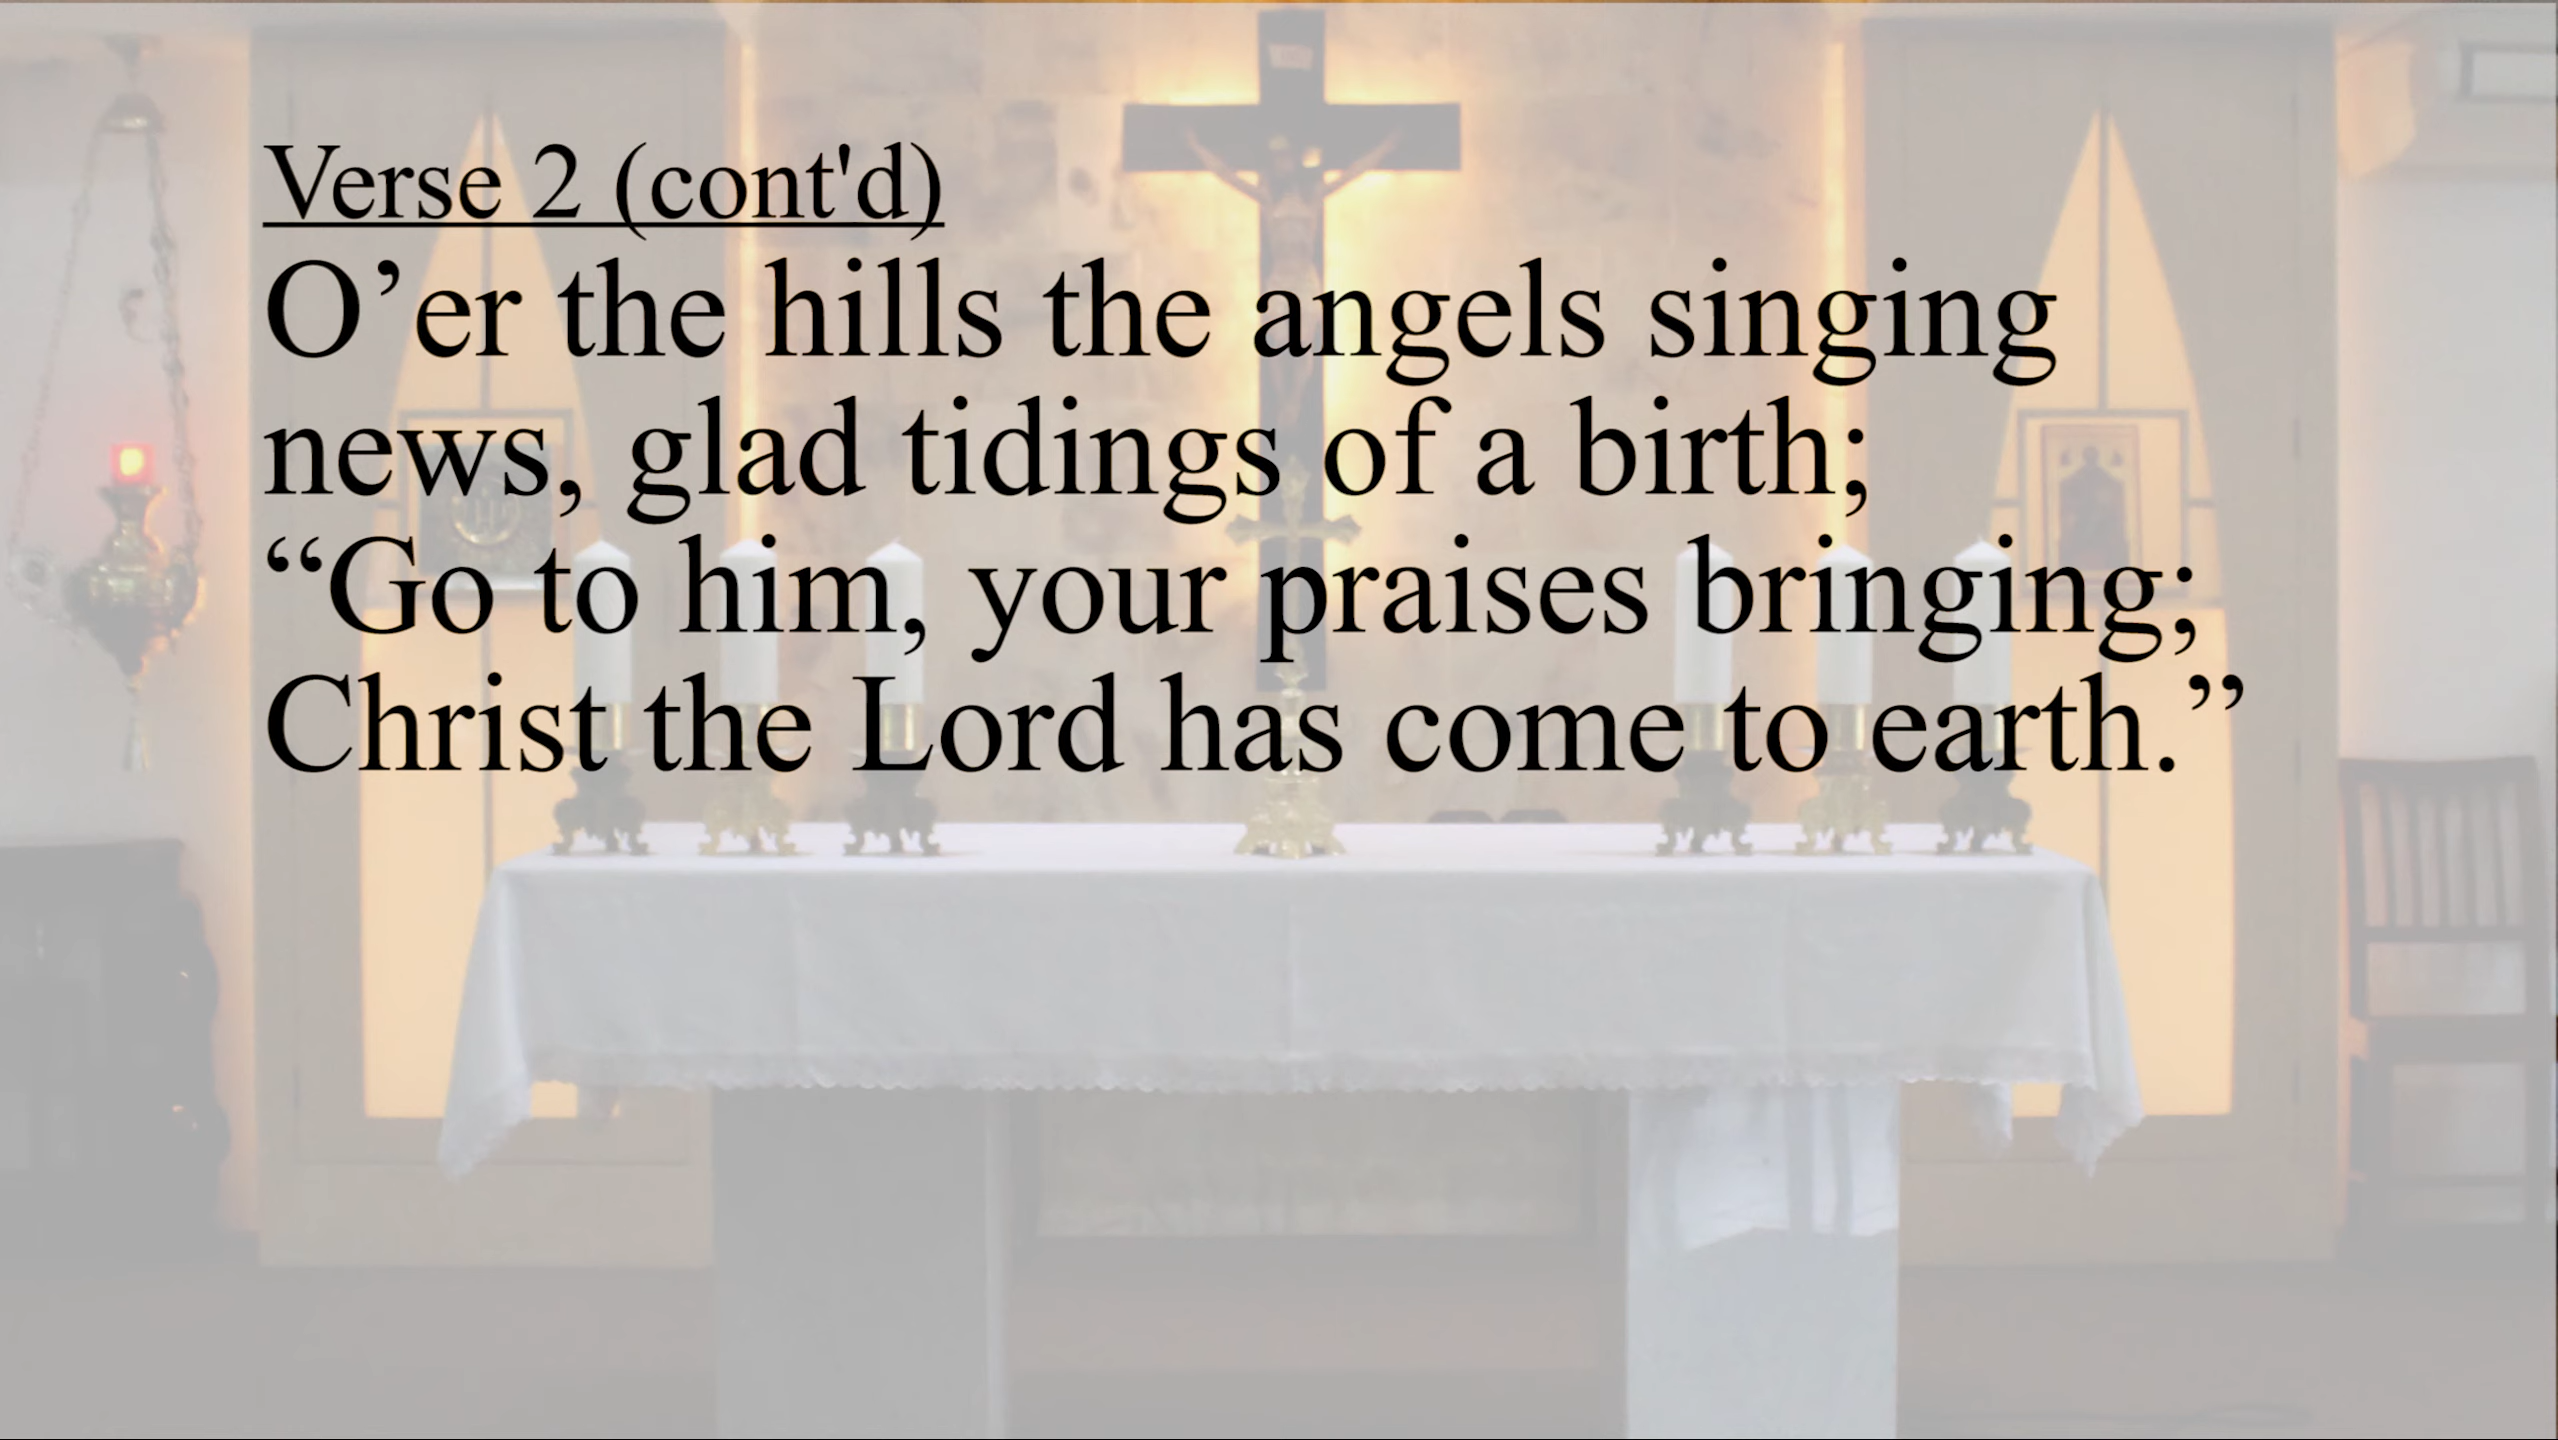 Verse 2 (cont'd)
O’er the hills the angels singing
news, glad tidings of a birth;
“Go to him, your praises bringing;
Christ the Lord has come to earth.”